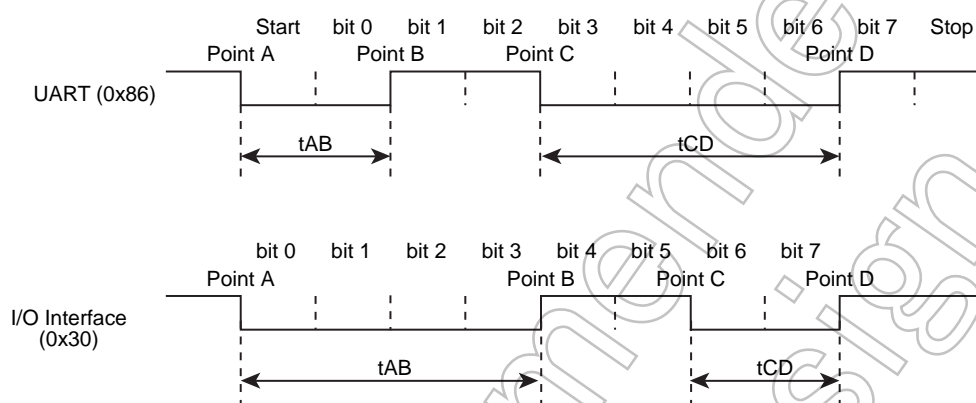 Start bit 0 bit 1 bit 2 bit 3 bit 4 bit 5 bit 6 bit 7 Stop
Point A Point B Point C Point D
UART (0x86)
tAB tCD
bit 0 bit 1 bit 2 bit 3 bit 4 bit 5 bit 6 bit 7
Point A Point B Point C Point D
I/O Interface
(0x30)
tAB tCD